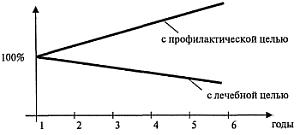 с профилактической целью
100%
с лечебной целью
1 2 3 4 5 6
годы